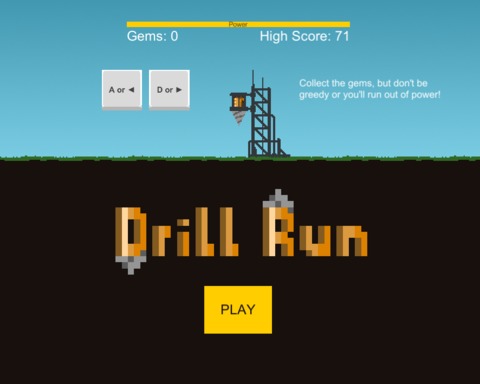 Power
Gems: 0 High Score: 71
A or ◄ D or ►
Collect the gems, but don't be
greedy or you'll run out of power!
Drill Run
PLAY